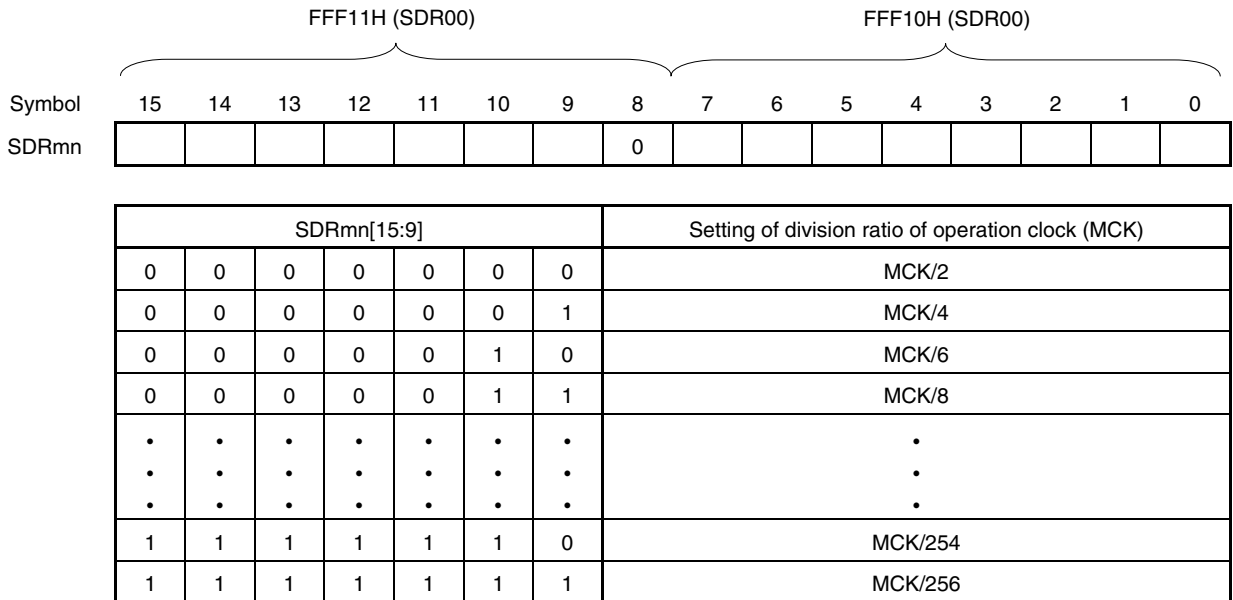 FFF11H (SDR00) FFF10H (SDR00)
Symbol 15 14 13 12 11 10 9 8 7 6 5 4 3 2 1 0
SDRmn 0
SDRmn[15:9] Setting of division ratio of operation clock (MCK)
0 0 0 0 0 0 0 MCK/2
0 0 0 0 0 0 1 MCK/4
0 0 0 0 0 1 0 MCK/6
0 0 0 0 0 1 1 MCK/8
• • • • • • • •
• • • • • • • •
• • • • • • • •
1 1 1 1 1 1 0 MCK/254
1 1 1 1 1 1 1 MCK/256